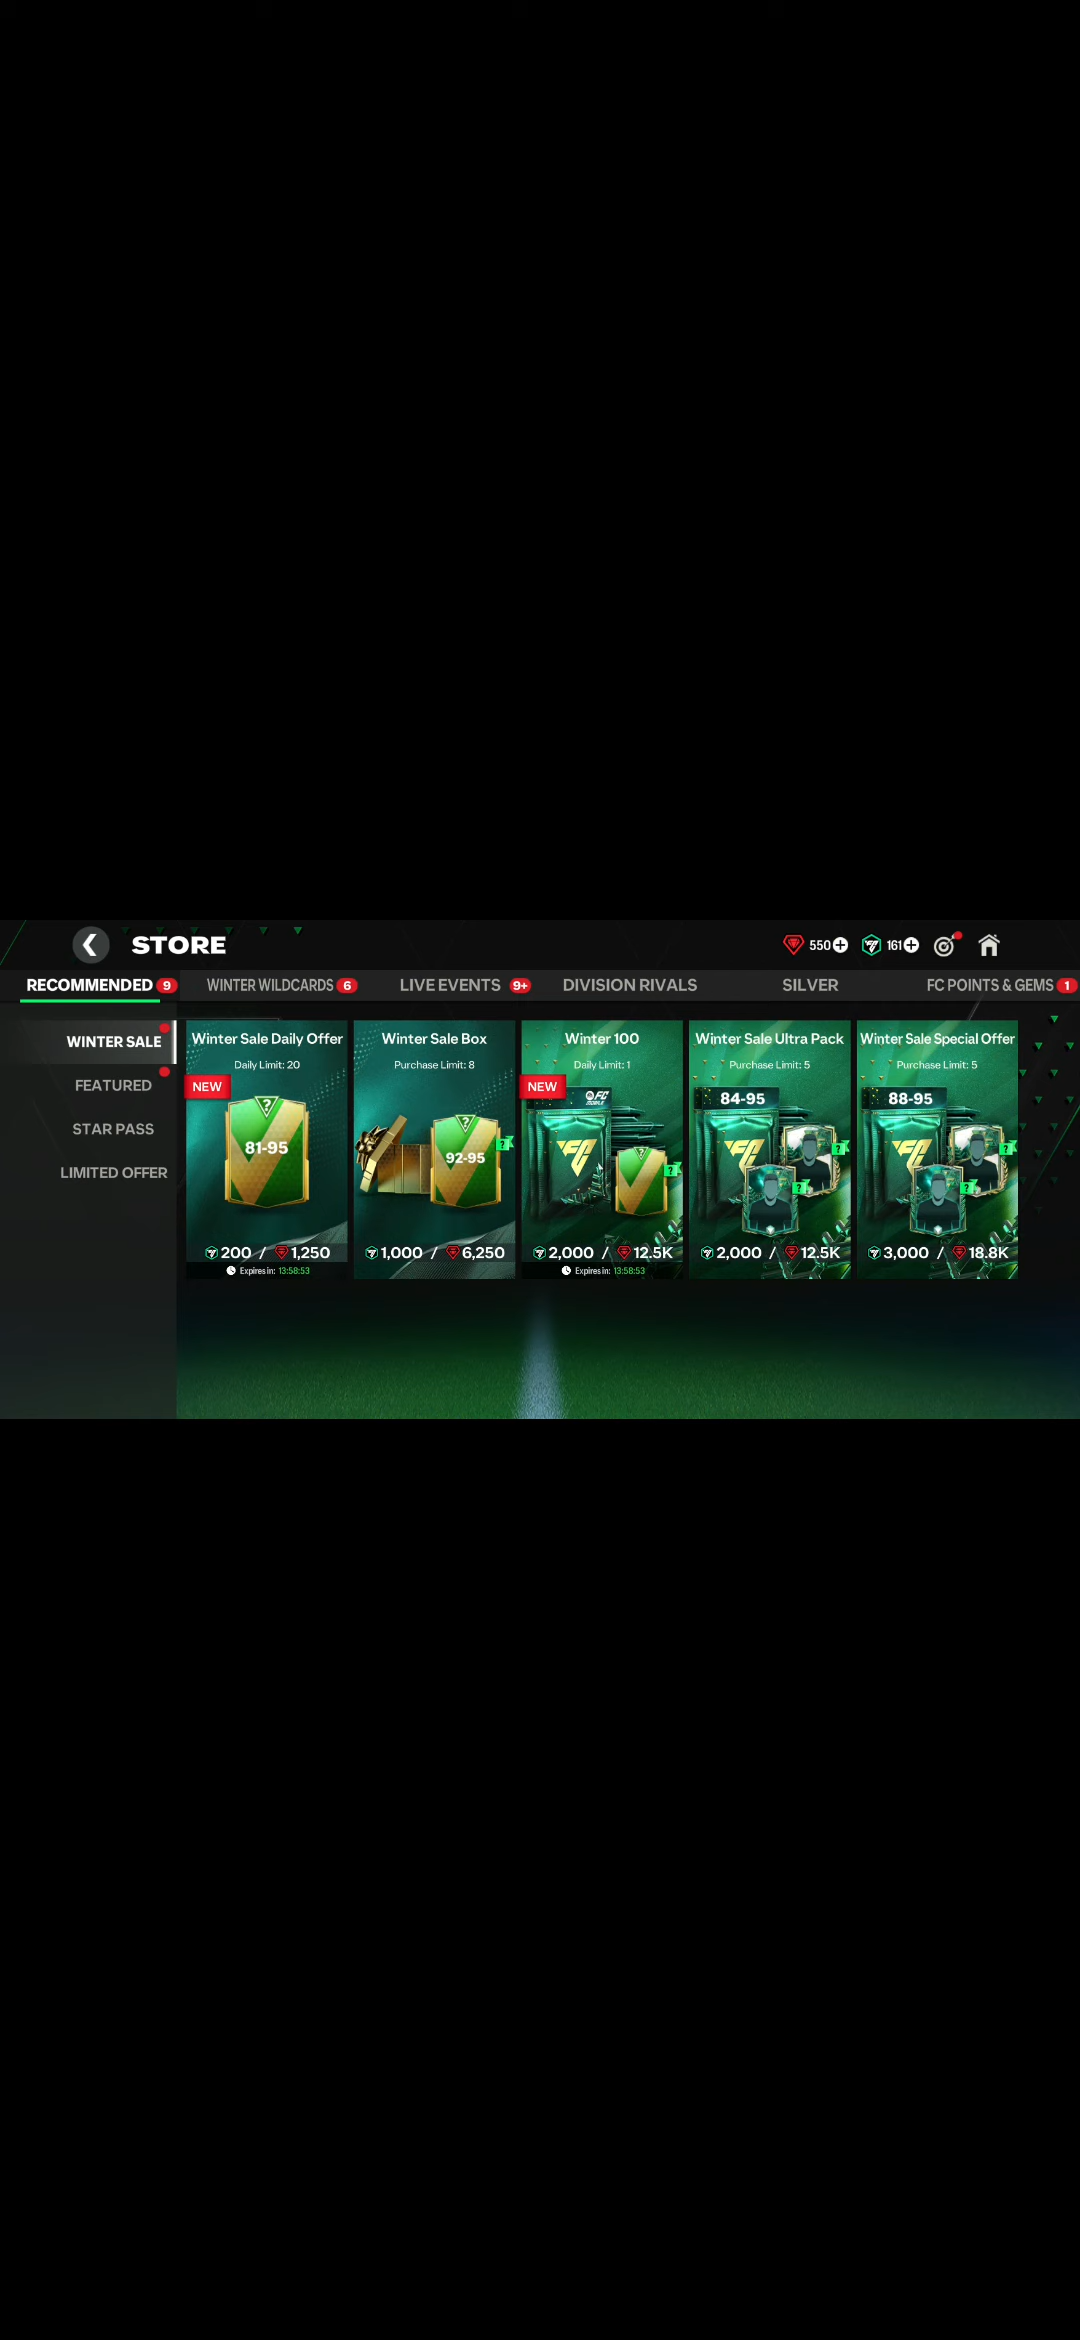 STORE
550
161
RECOMMENDED 9
WINTER WILDCARDS 6
LIVE EVENTS 9+
DIVISION RIVALS
SILVER
FC POINTS & GEMS 1
WINTER SALE
FEATURED
STAR PASS
LIMITED OFFER
Winter Sale Daily Offer
Daily Limit: 20
NEW
?
81-95
200 / 1,250
Expires in: 13:58:53
Winter Sale Box
Purchase Limit: 8
?
92-95
?
1,000 / 6,250
Winter 100
Daily Limit: 1
NEW
FC
MOBILE
FC
?
?
2,000 / 12.5K
Expires in: 13:58:53
Winter Sale Ultra Pack
Purchase Limit: 5
84-95
FC
?
?
2,000 / 12.5K
Winter Sale Special Offer
Purchase Limit: 5
88-95
FC
?
?
3,000 / 18.8K